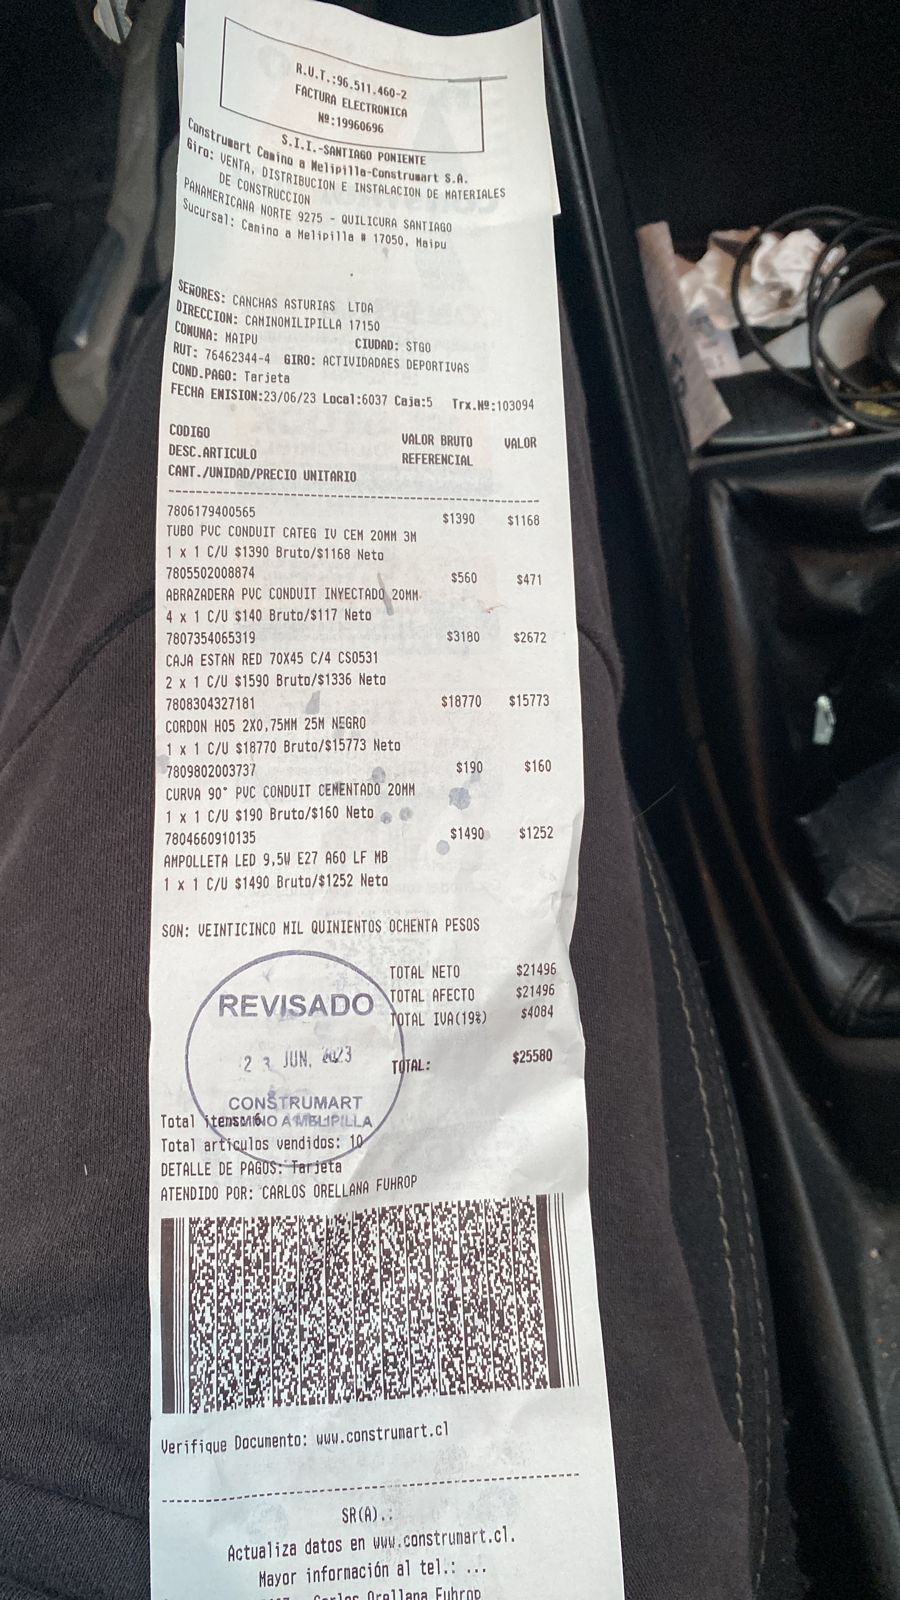 R.U.T.:96.511.460-2
FACTURA ELECTRONICA
Nº:19960696
S.I.I.-SANTIAGO PONIENTE
Construmart Camino a Melipilla-Construmart S.A.
Giro: VENTA, DISTRIBUCION E INSTALACION DE MATERIALES
DE CONSTRUCCION
PANAMERICANA NORTE 9275 - QUILICURA SANTIAGO
Sucursal: Camino a Melipilla # 17050, Maipu
SEÑORES: CANCHAS ASTURIAS LTDA
DIRECCION: CAMINOMILIPILLA 17150
COMUNA: MAIPU CIUDAD: STGO
RUT: 76462344-4 GIRO: ACTIVIDADAES DEPORTIVAS
COND.PAGO: Tarjeta
FECHA EMISION:23/06/23 Local:6037 Caja:5 Trx.Nº:103094
CODIGO VALOR BRUTO VALOR
DESC.ARTICULO REFERENCIAL
CANT./UNIDAD/PRECIO UNITARIO
7806179400565 $1390 $1168
TUBO PVC CONDUIT CATEG IV CEM 20MM 3M
1 x 1 C/U $1390 Bruto/$1168 Neto
7805502008874 $560 $471
ABRAZADERA PVC CONDUIT INYECTADO 20MM
4 x 1 C/U $140 Bruto/$117 Neto
7807354065319 $3180 $2672
CAJA ESTAN RED 70X45 C/4 CS0531
2 x 1 C/U $1590 Bruto/$1336 Neto
7808304327181 $18770 $15773
CORDON H05 2X0,75MM 25M NEGRO
1 x 1 C/U $18770 Bruto/$15773 Neto
7809802003737 $190 $160
CURVA 90° PVC CONDUIT CEMENTADO 20MM
1 x 1 C/U $190 Bruto/$160 Neto
7804660910135 $1490 $1252
AMPOLLETA LED 9,5W E27 A60 LF MB
1 x 1 C/U $1490 Bruto/$1252 Neto
SON: VEINTICINCO MIL QUINIENTOS OCHENTA PESOS
TOTAL NETO $21496
TOTAL AFECTO $21496
TOTAL IVA(19%) $4084
TOTAL: $25580
REVISADO
23 JUN. 2023
CONSTRUMART
CAMINO A MELIPILLA
Total items: 6
Total articulos vendidos: 10
DETALLE DE PAGOS: Tarjeta
ATENDIDO POR: CARLOS ORELLANA FUHROP
Verifique Documento: www.construmart.cl
SR(A).:
Actualiza datos en www.construmart.cl.
Mayor información al tel.: ...
Carlos Orellana Fuhrop